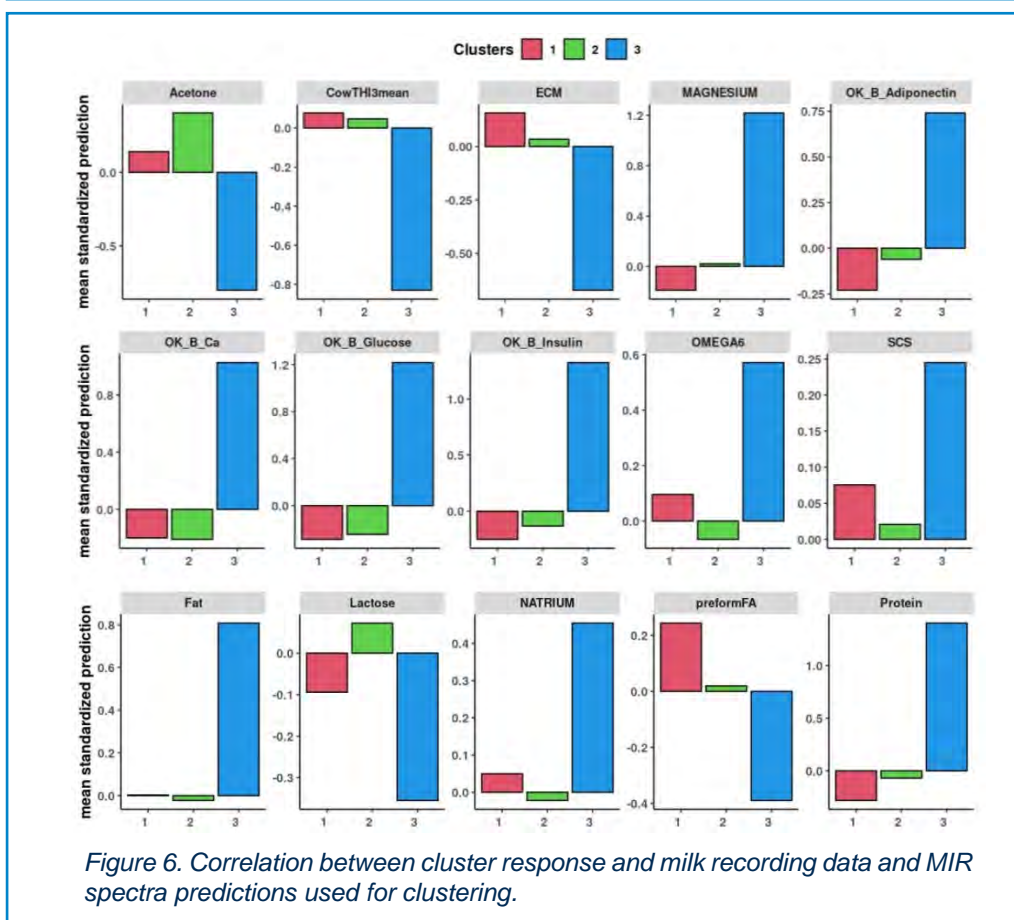 Clusters 1 2 3
mean standardized prediction
Acetone CowTHI3mean ECM MAGNESIUM OK_B_Adiponectin
0.0 -0.5
0.0 -0.2 -0.4 -0.6 -0.8
0.00 -0.25 -0.50
1.2 0.8 0.4 0.0
0.75 0.50 0.25 0.00 -0.25
1 2 3 1 2 3 1 2 3 1 2 3 1 2 3
mean standardized prediction
OK_B_Ca OK_B_Glucose OK_B_Insulin OMEGA6 SCS
0.8 0.4 0.0
1.2 0.8 0.4 0.0
1.0 0.5 0.0
0.6 0.4 0.2 0.0
0.25 0.20 0.15 0.10 0.05 0.00
1 2 3 1 2 3 1 2 3 1 2 3 1 2 3
mean standardized prediction
Fat Lactose NATRIUM preformFA Protein
0.8 0.6 0.4 0.2 0.0
0.0 -0.1 -0.2 -0.3
0.4 0.3 0.2 0.1 0.0
0.2 0.0 -0.2 -0.4
1.0 0.5 0.0
1 2 3 1 2 3 1 2 3 1 2 3 1 2 3
Figure 6. Correlation between cluster response and milk recording data and MIR
spectra predictions used for clustering.